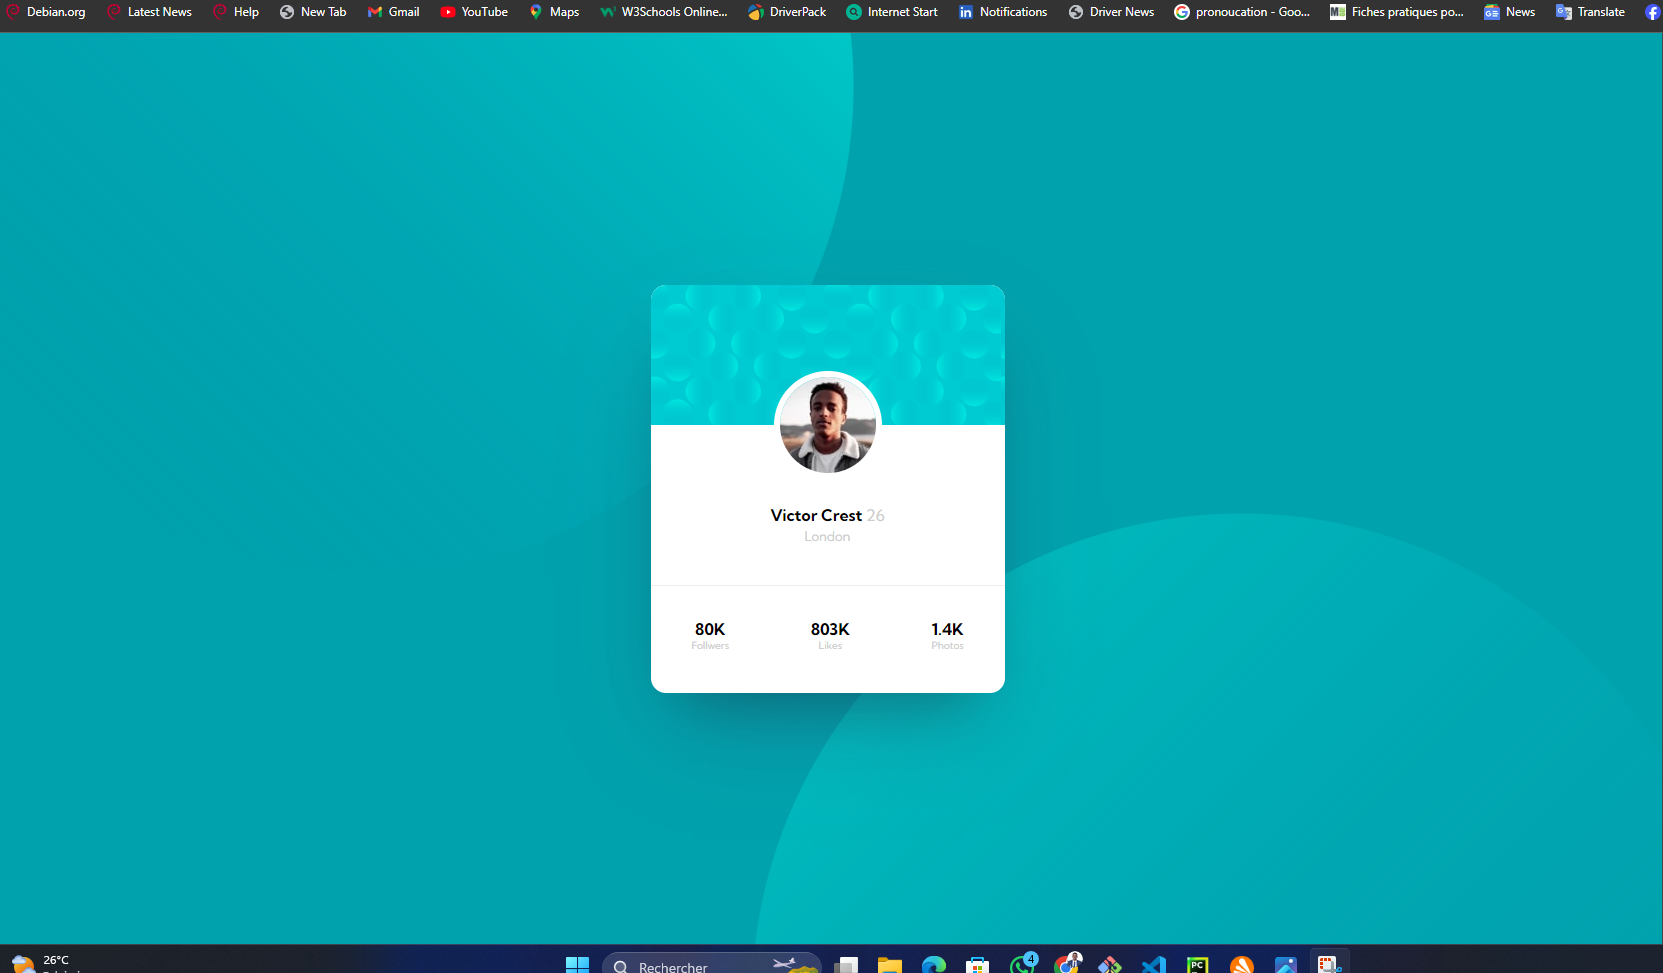 Debian.org Latest News Help New Tab Gmail YouTube Maps W3Schools Online... DriverPack Internet Start Notifications Driver News pronoucation - Goo... Fiches pratiques po... News Translate
Victor Crest 26
London
80K 803K 1.4K
Follwers Likes Photos
26°C
Rechercher
4
PC